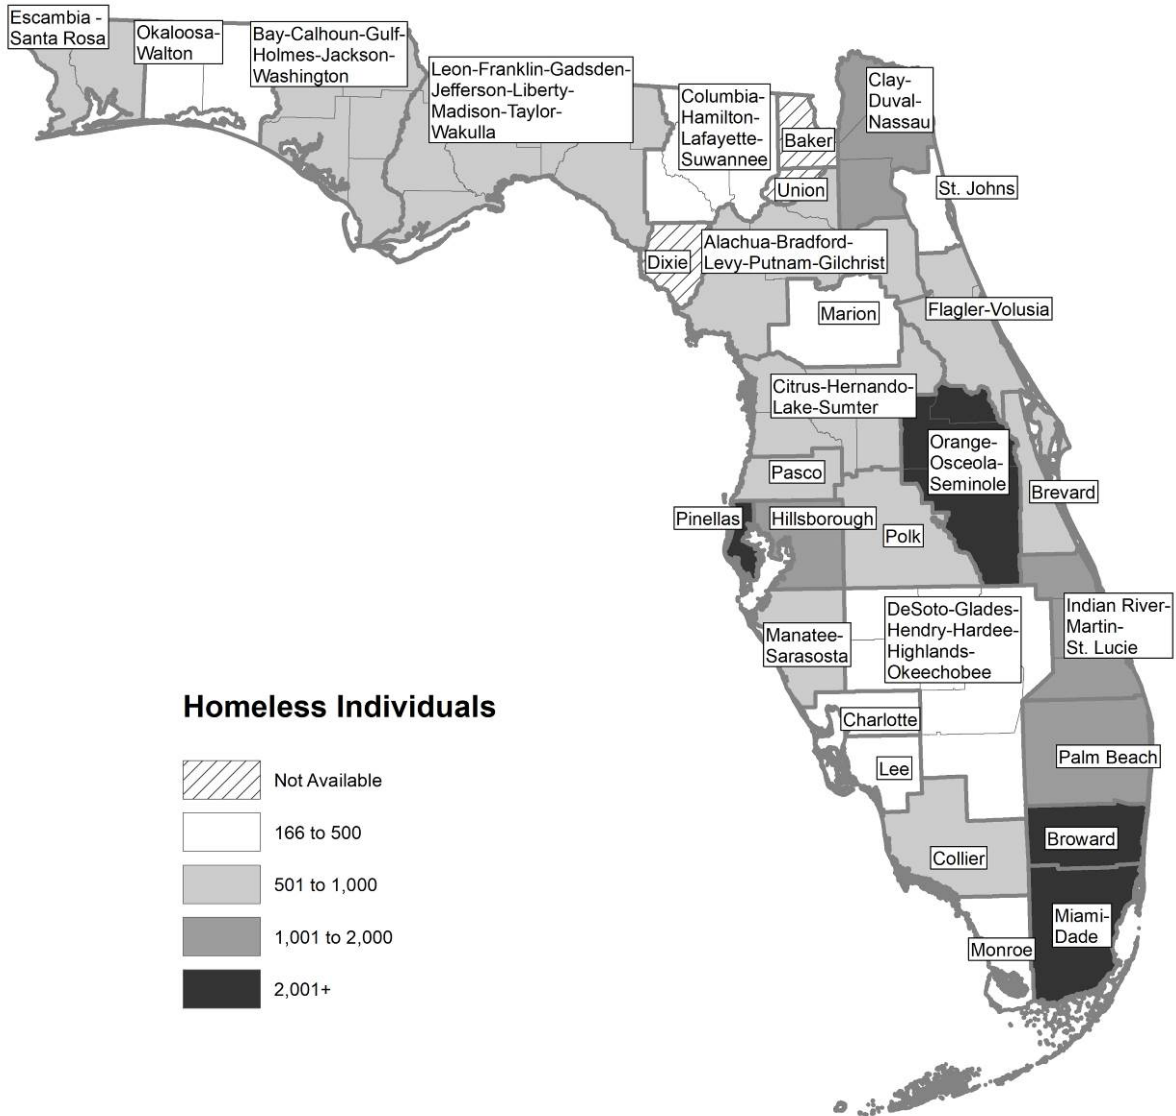 Escambia -
Santa Rosa
Okaloosa-
Walton
Bay-Calhoun-Gulf-
Holmes-Jackson-
Washington
Leon-Franklin-Gadsden-
Jefferson-Liberty-
Madison-Taylor-
Wakulla
Columbia-
Hamilton-
Lafayette-
Suwannee
Baker
Clay-
Duval-
Nassau
Union
St. Johns
Dixie
Alachua-Bradford-
Levy-Putnam-Gilchrist
Marion
Flagler-Volusia
Citrus-Hernando-
Lake-Sumter
Orange-
Osceola-
Seminole
Pasco
Brevard
Pinellas
Hillsborough
Polk
Indian River-
Martin-
St. Lucie
DeSoto-Glades-
Hendry-Hardee-
Highlands-
Okeechobee
Manatee-
Sarasosta
Charlotte
Lee
Palm Beach
Broward
Collier
Miami-
Dade
Monroe
Homeless Individuals
Not Available
166 to 500
501 to 1,000
1,001 to 2,000
2,001+